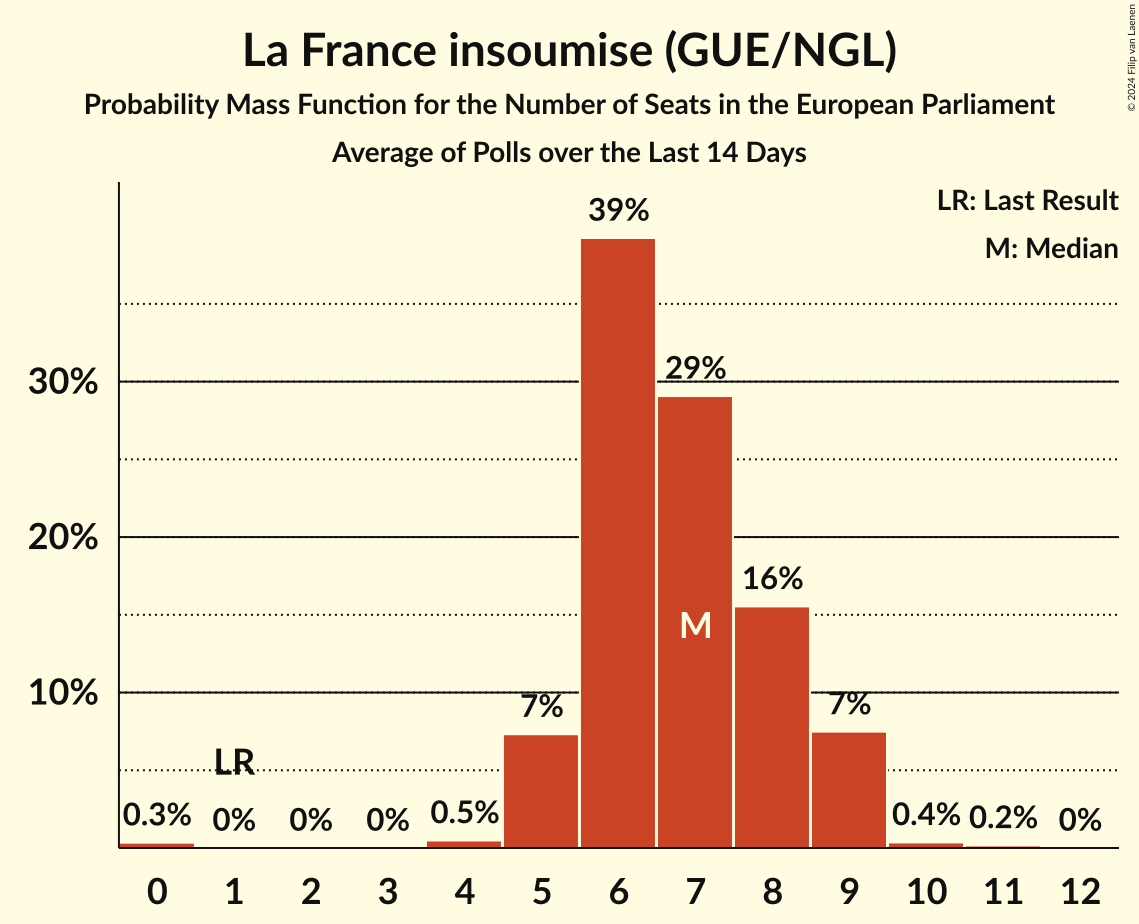 La France insoumise (GUE/NGL)
Probability Mass Function for the Number of Seats in the European Parliament
Average of Polls over the Last 14 Days
© 2024 Filip van Laenen
LR: Last Result
M: Median
39%
30%
29%
20%
16%
M
10%
7%
7%
LR
0.3%
0%
0%
0%
0.5%
0.4%
0.2%
0%
0 1 2 3 4 5 6 7 8 9 10 11 12